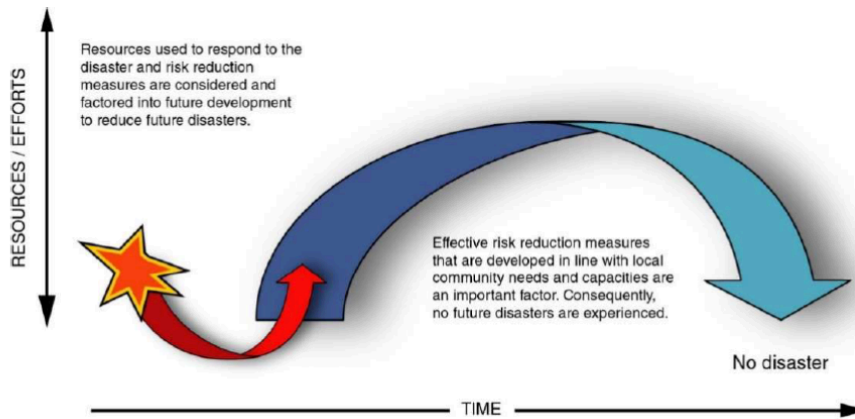 RESOURCES / EFFORTS
Resources used to respond to the
disaster and risk reduction
measures are considered and
factored into future development
to reduce future disasters.
Effective risk reduction measures
that are developed in line with local
community needs and capacities are
an important factor. Consequently,
no future disasters are experienced.
No disaster
TIME